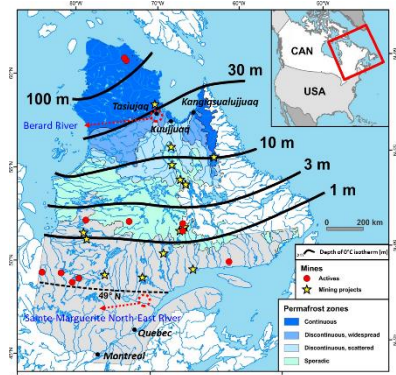 CAN
USA
30 m
100 m
Tasiujaq
Kangiqsualujjuaq
Berard River
Kuujjuaq
10 m
3 m
1 m
0 200 km
Depth of 0°C isotherm [m]
Mines
Actives
Mining projects
Permafrost zones
Continuous
Discontinuous, widespread
Discontinuous, scattered
Sporadic
49° N
Sainte-Marguerite North-East River
Quebec
Montreal